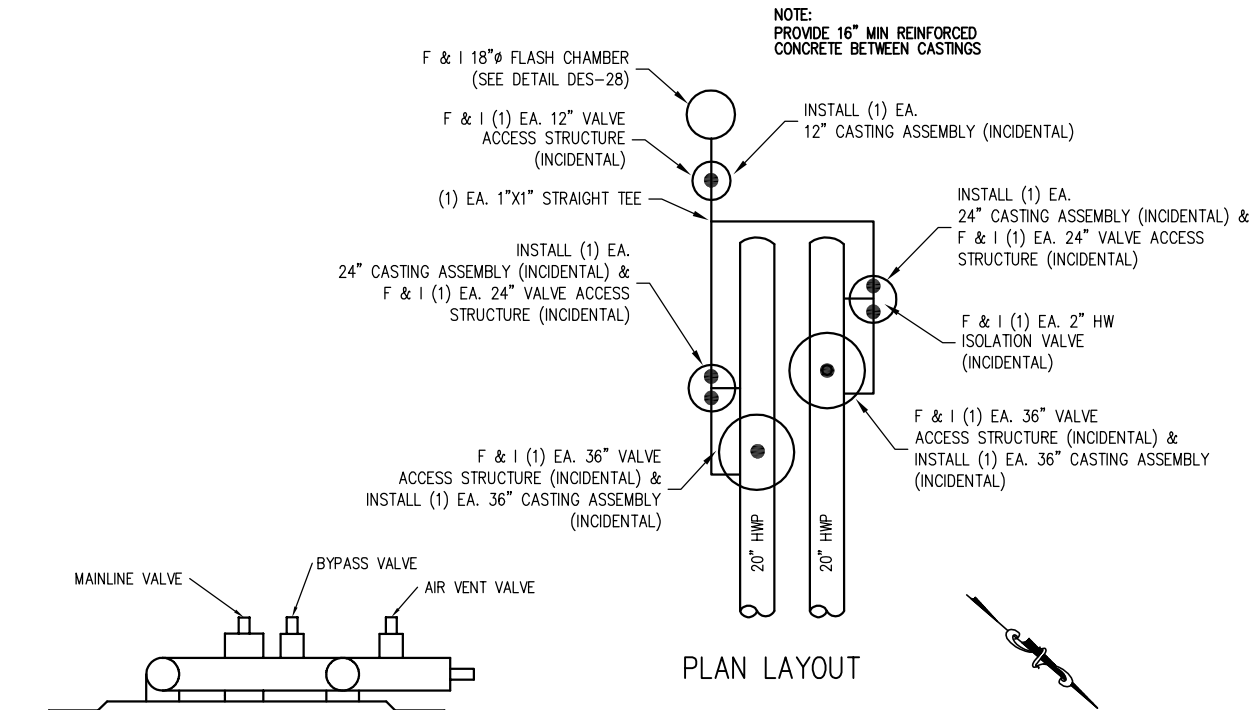 NOTE:
PROVIDE 16" MIN REINFORCED
CONCRETE BETWEEN CASTINGS
F & I 18"ø FLASH CHAMBER
(SEE DETAIL DES-28)
F & I (1) EA. 12" VALVE
ACCESS STRUCTURE
(INCIDENTAL)
INSTALL (1) EA.
12" CASTING ASSEMBLY (INCIDENTAL)
(1) EA. 1"X1" STRAIGHT TEE
INSTALL (1) EA.
24" CASTING ASSEMBLY (INCIDENTAL) &
F & I (1) EA. 24" VALVE ACCESS
STRUCTURE (INCIDENTAL)
INSTALL (1) EA.
24" CASTING ASSEMBLY (INCIDENTAL) &
F & I (1) EA. 24" VALVE ACCESS
STRUCTURE (INCIDENTAL)
F & I (1) EA. 2" HW
ISOLATION VALVE
(INCIDENTAL)
F & I (1) EA. 36" VALVE
ACCESS STRUCTURE (INCIDENTAL) &
INSTALL (1) EA. 36" CASTING ASSEMBLY
(INCIDENTAL)
F & I (1) EA. 36" VALVE
ACCESS STRUCTURE (INCIDENTAL) &
INSTALL (1) EA. 36" CASTING ASSEMBLY
(INCIDENTAL)
20" HWP
20" HWP
MAINLINE VALVE
BYPASS VALVE
AIR VENT VALVE
PLAN LAYOUT